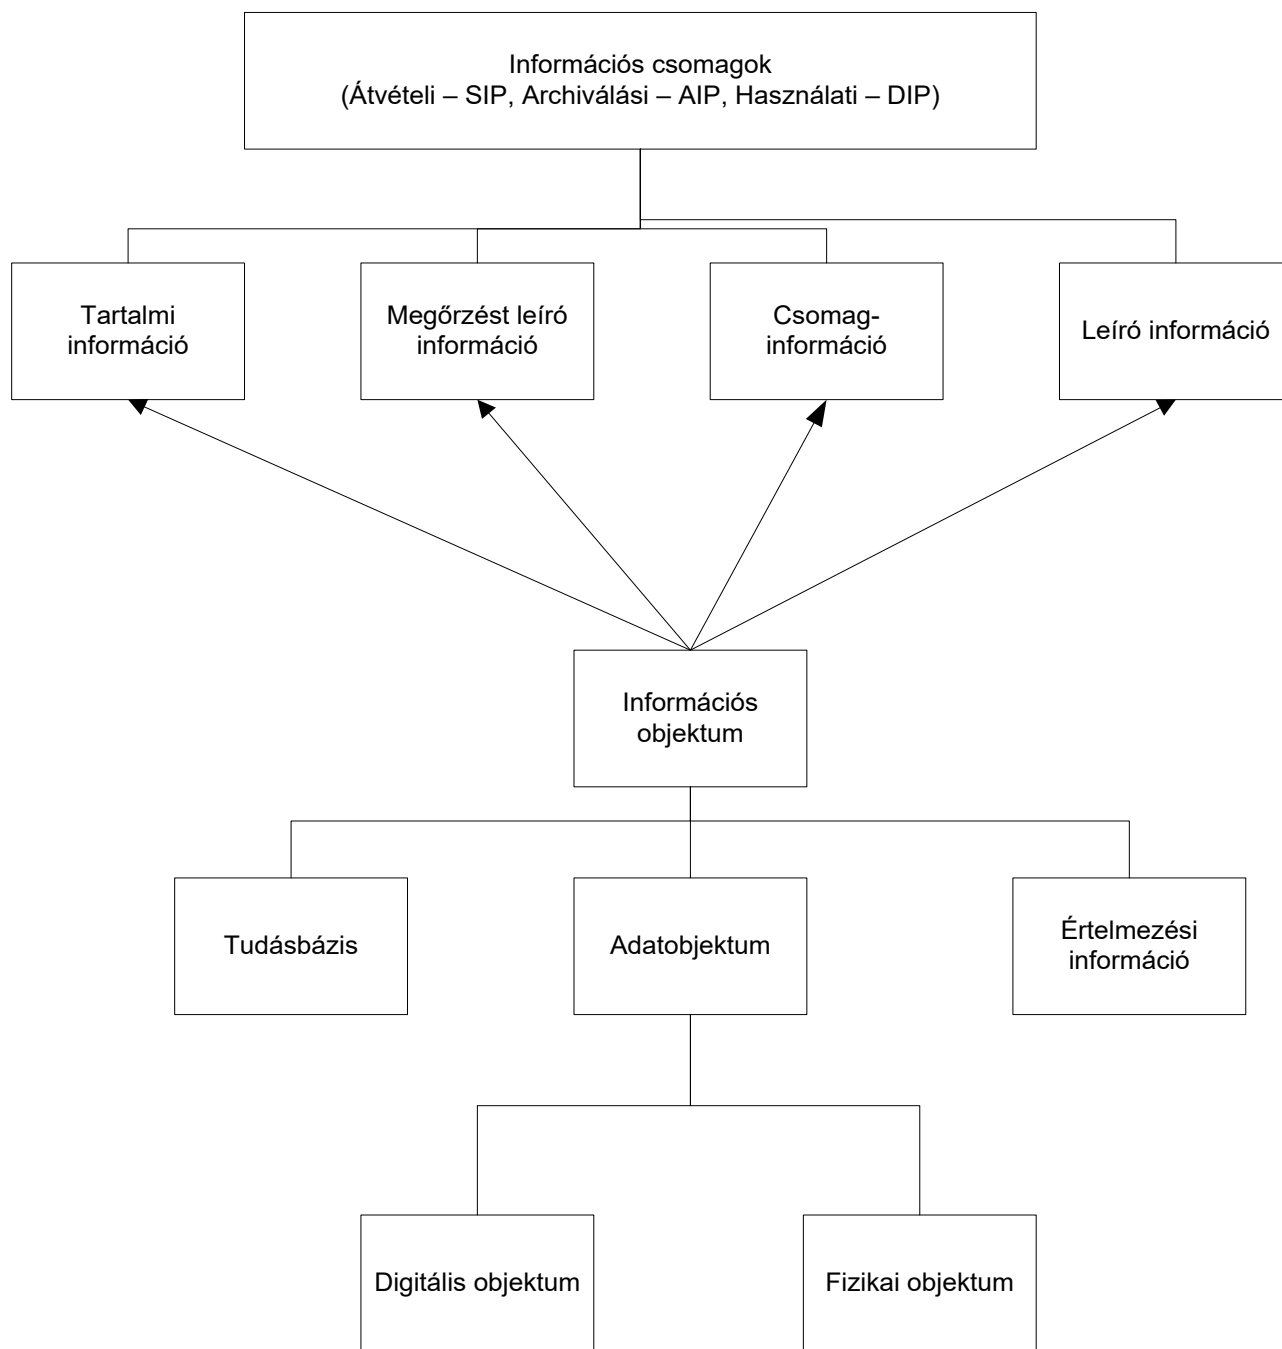 Információs csomagok
(Átvételi – SIP, Archiválási – AIP, Használati – DIP)
Tartalmi
információ
Megőrzést leíró
információ
Csomag-
információ
Leíró információ
Információs
objektum
Tudásbázis
Adatobjektum
Értelmezési
információ
Digitális objektum
Fizikai objektum